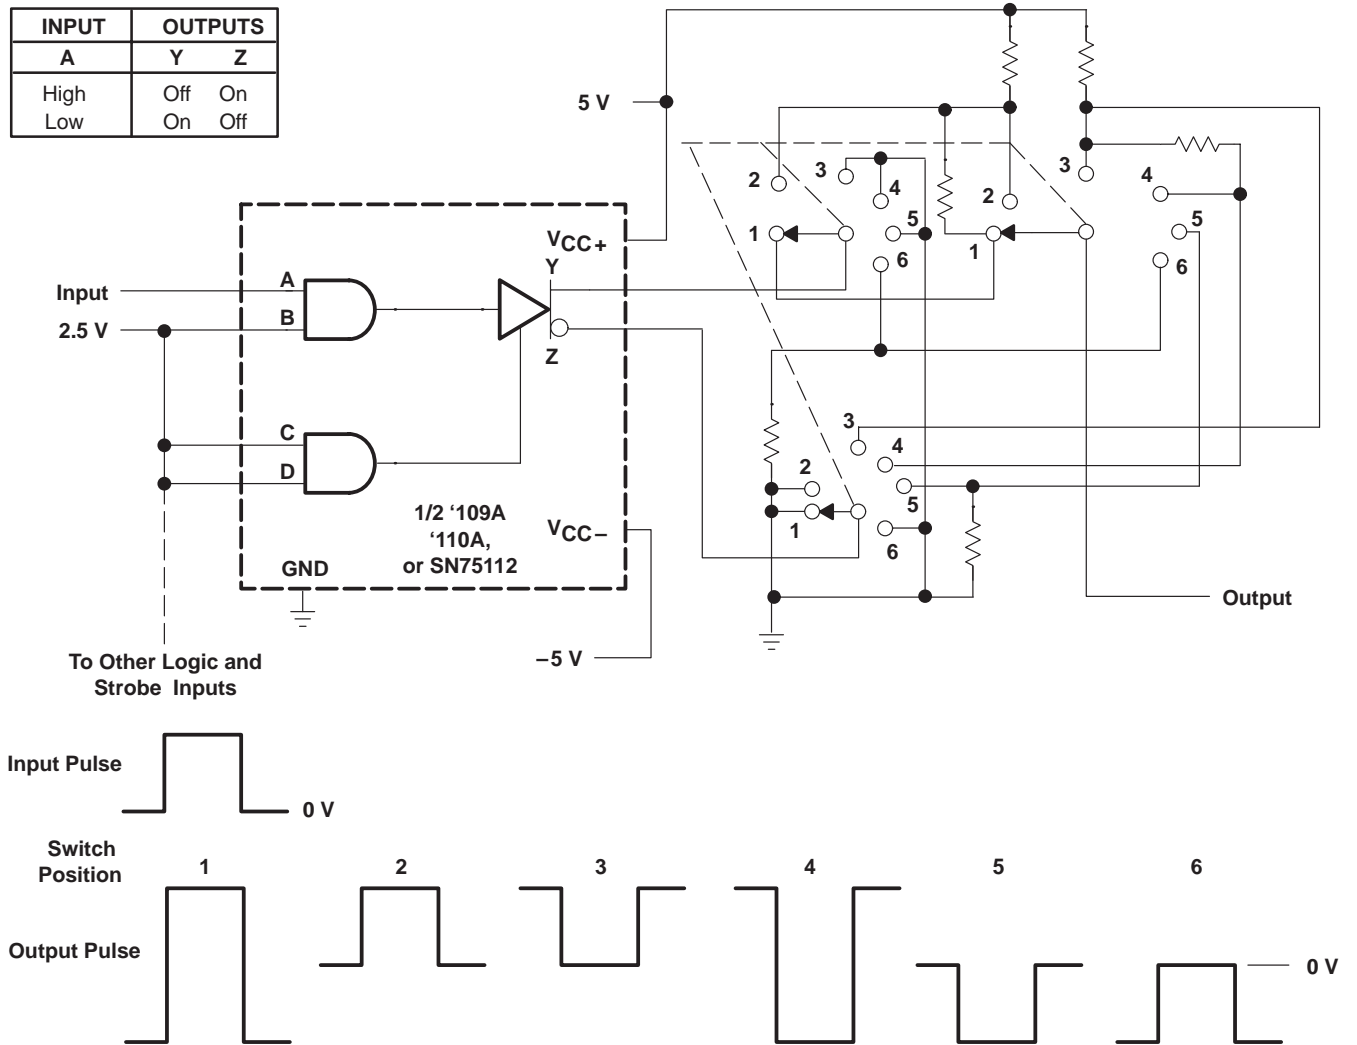 INPUT OUTPUTS
A Y Z
High Off On
Low On Off
5 V
2
3
4
5
1
6
2
1
3
4
5
6
VCC+
Y
Input
A
2.5 V
B
Z
C
D
3
4
2
5
1
6
1/2 ‘109A
‘110A,
or SN75112
VCC–
GND
Output
–5 V
To Other Logic and
Strobe Inputs
Input Pulse
0 V
Switch
Position
1 2 3 4 5 6
Output Pulse
0 V